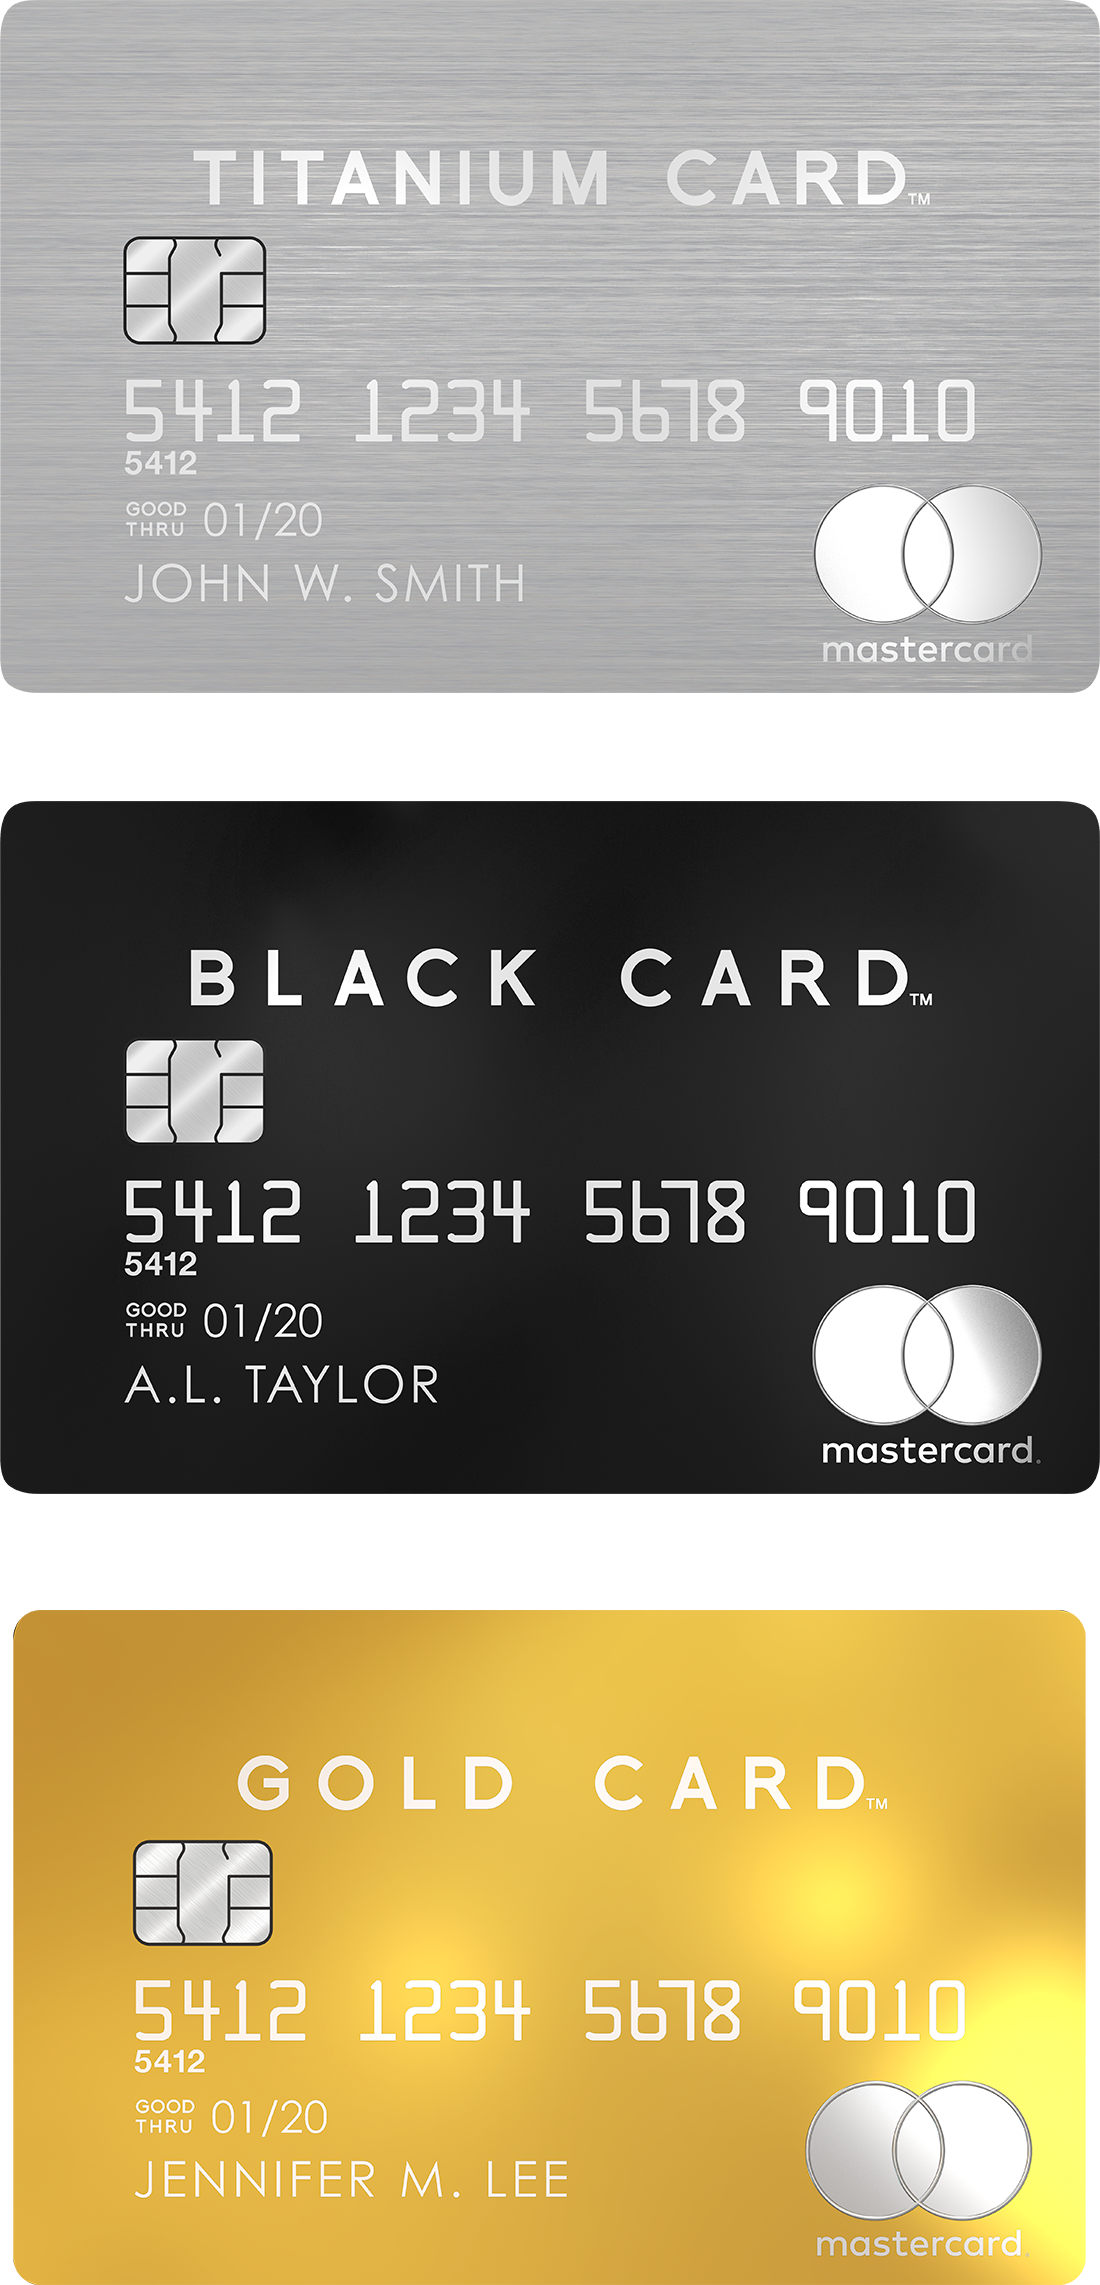 TITANIUM CARD™
5412 1234 5678 9010
5412
GOOD THRU 01/20
JOHN W. SMITH
mastercard
BLACK CARD™
5412 1234 5678 9010
5412
GOOD THRU 01/20
A.L. TAYLOR
mastercard.
GOLD CARD™
5412 1234 5678 9010
5412
GOOD THRU 01/20
JENNIFER M. LEE
mastercard.